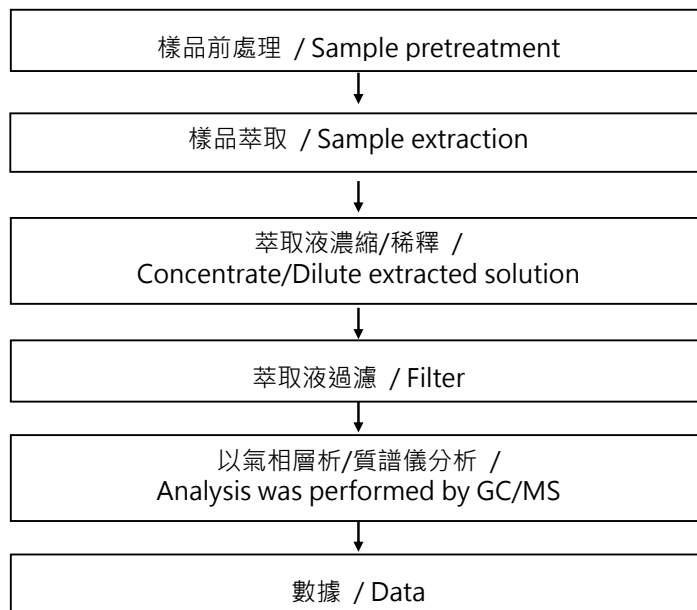 樣品前處理 / Sample pretreatment
樣品萃取 / Sample extraction
萃取液濃縮/稀釋 /
Concentrate/Dilute extracted solution
萃取液過濾 / Filter
以氣相層析/質譜儀分析 /
Analysis was performed by GC/MS
數據 / Data